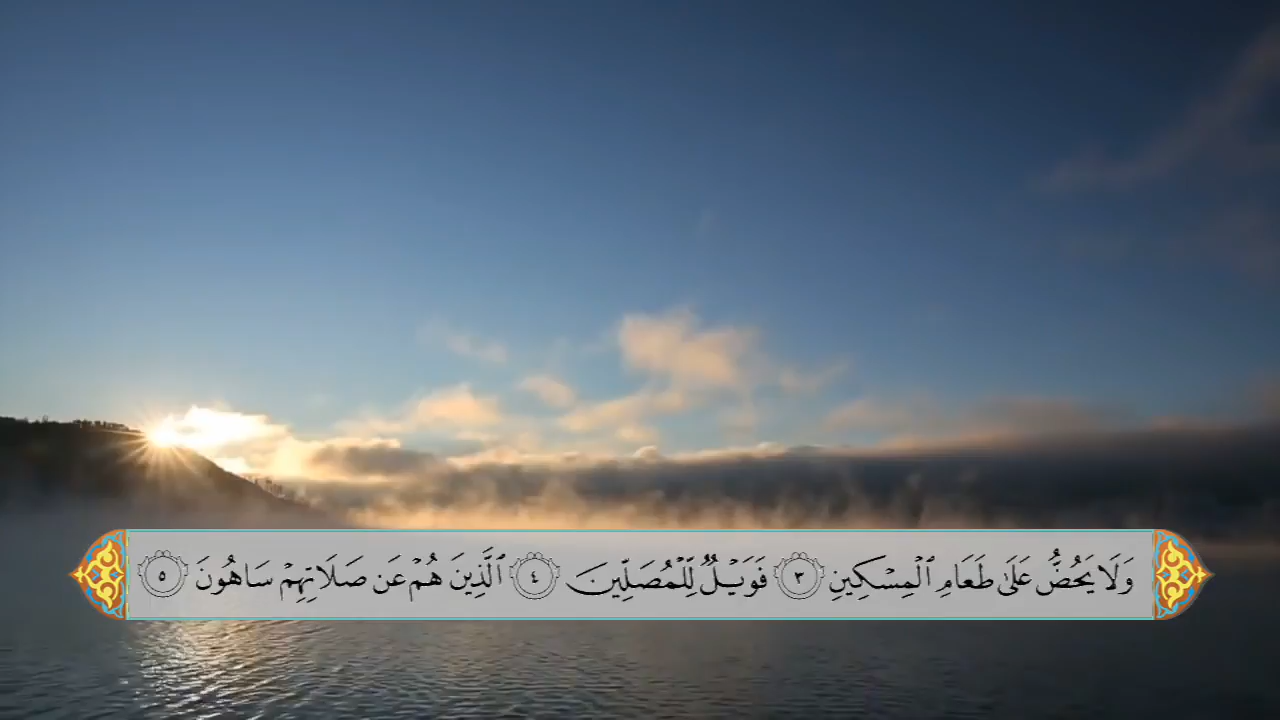 وَلَا يَحُضُّ عَلَىٰ طَعَامِ ٱلْمِسْكِينِ ٣ فَوَيْلٌ لِّلْمُصَلِّينَ ٤ ٱلَّذِينَ هُمْ عَن صَلَاتِهِمْ سَاهُونَ ٥